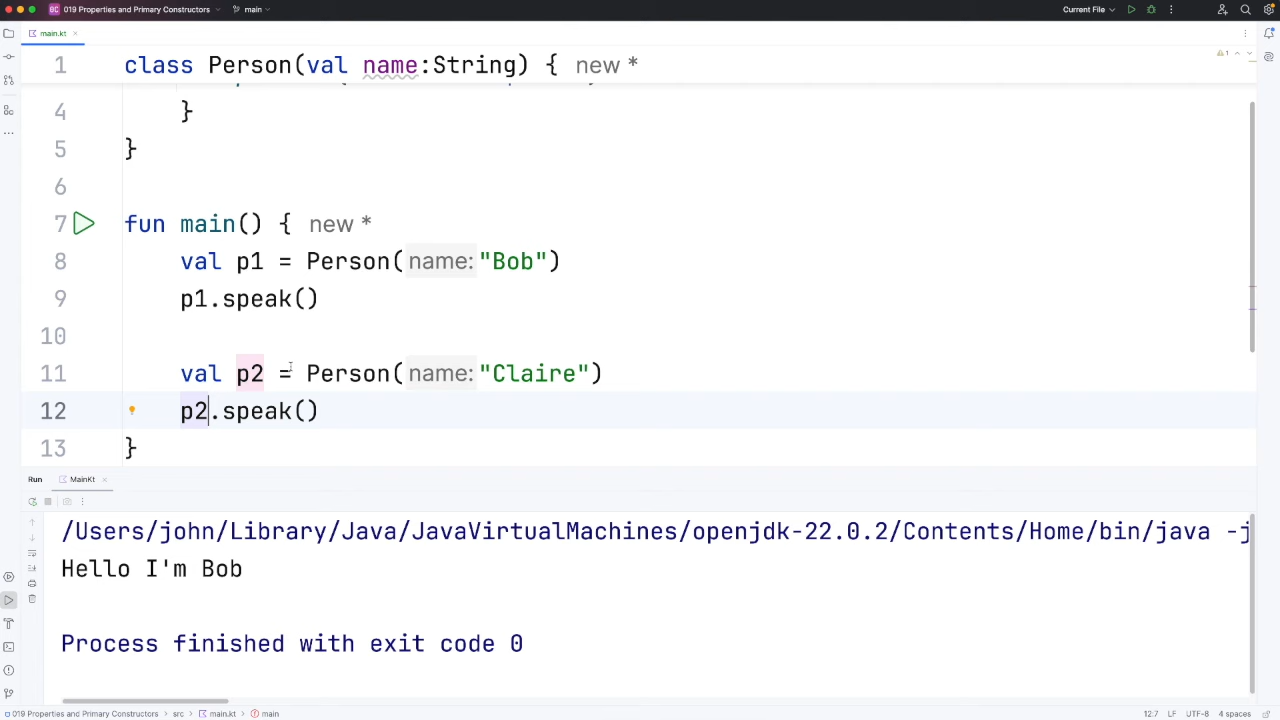 019 Properties and Primary Constructors main Current File
main.kt
1 class Person(val name:String) { new * 1
4 }
5 }
6
7 fun main() { new *
8 val p1 = Person( name: "Bob")
9 p1.speak()
10
11 val p2 = Person( name: "Claire")
12 p2.speak()
13 }
Run MainKt
/Users/john/Library/Java/JavaVirtualMachines/openjdk-22.0.2/Contents/Home/bin/java -j
Hello I'm Bob
Process finished with exit code 0
019 Properties and Primary Constructors > src > main.kt > main 12:7 LF UTF-8 4 spaces